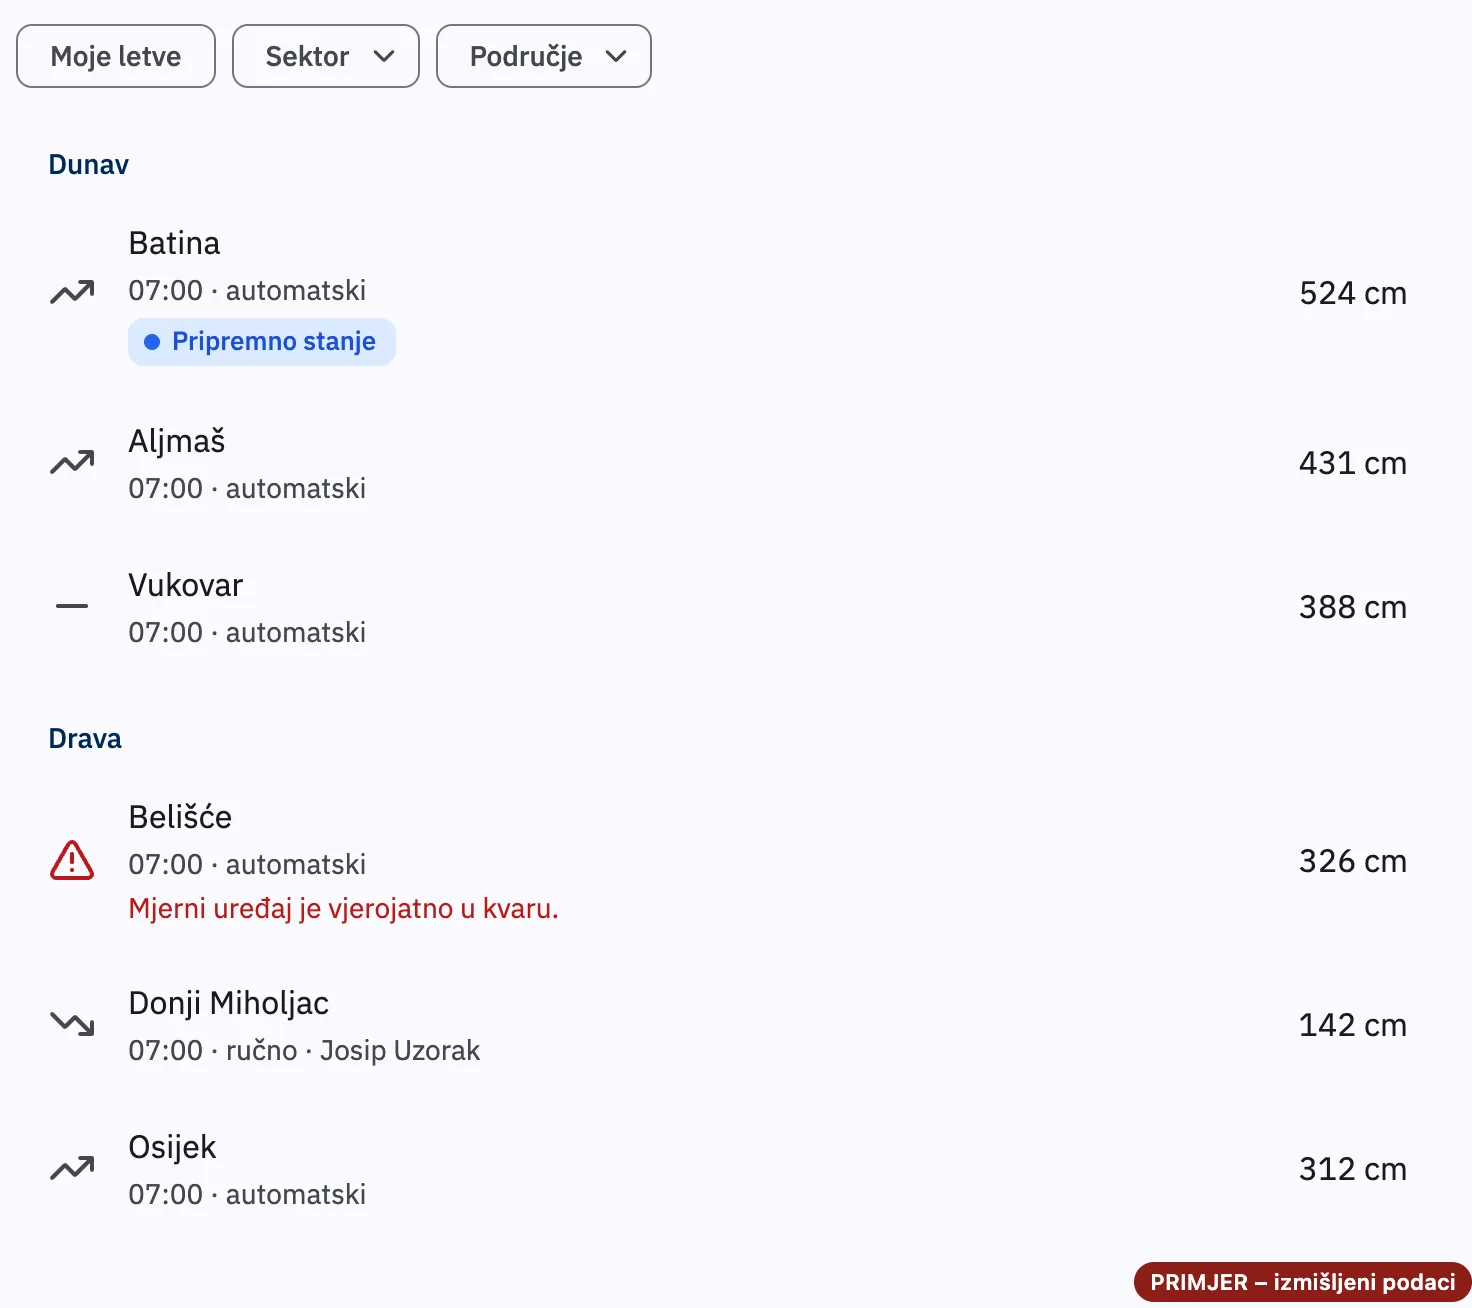 Moje letve
Sektor
Područje
Dunav
Batina
07:00 · automatski
Pripremno stanje
524 cm
Aljmaš
07:00 · automatski
431 cm
Vukovar
07:00 · automatski
388 cm
Drava
Belišće
07:00 · automatski
Mjerni uređaj je vjerojatno u kvaru.
326 cm
Donji Miholjac
07:00 · ručno · Josip Uzorak
142 cm
Osijek
07:00 · automatski
312 cm
PRIMJER – izmišljeni podaci